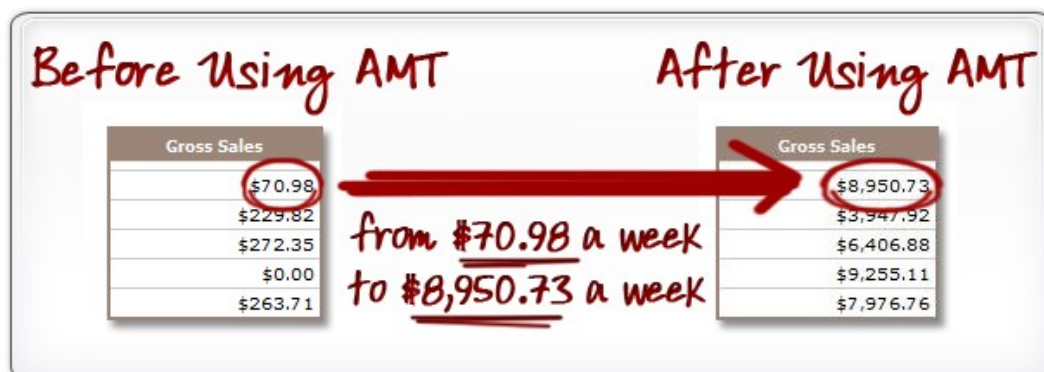 Before Using AMT
After Using AMT
Gross Sales
$70.98
$229.82
$272.35
$0.00
$263.71
from $70.98 a week
to $8,950.73 a week
Gross Sales
$8,950.73
$3,947.92
$6,406.88
$9,255.11
$7,976.76